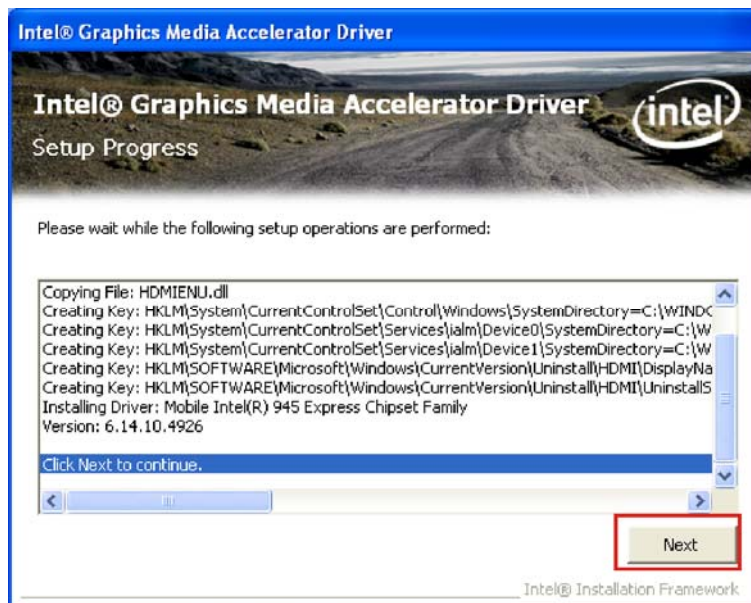 Intel® Graphics Media Accelerator Driver
Intel® Graphics Media Accelerator Driver
intel
Setup Progress
Please wait while the following setup operations are performed:
Copying File: HDMIENU.dll
Creating Key: HKLM\System\CurrentControlSet\Control\Windows\SystemDirectory=C:\WINDO
Creating Key: HKLM\System\CurrentControlSet\Services\ialm\Device0\SystemDirectory=C:\W
Creating Key: HKLM\System\CurrentControlSet\Services\ialm\Device1\SystemDirectory=C:\W
Creating Key: HKLM\SOFTWARE\Microsoft\Windows\CurrentVersion\Uninstall\HDMI\DisplayNa
Creating Key: HKLM\SOFTWARE\Microsoft\Windows\CurrentVersion\Uninstall\HDMI\UninstallS
Installing Driver: Mobile Intel(R) 945 Express Chipset Family
Version: 6.14.10.4926
Click Next to continue.
Next
Intel® Installation Framework